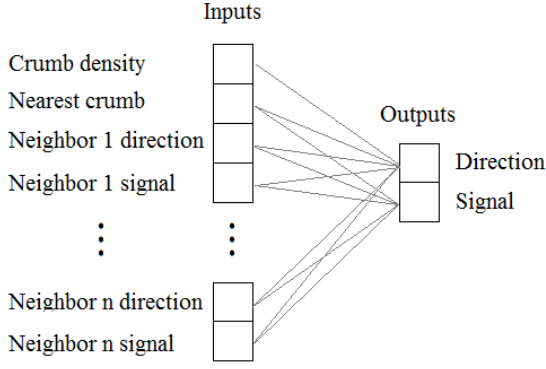 Inputs
Crumb density
Nearest crumb
Neighbor 1 direction
Neighbor 1 signal
Neighbor n direction
Neighbor n signal
Outputs
Direction
Signal